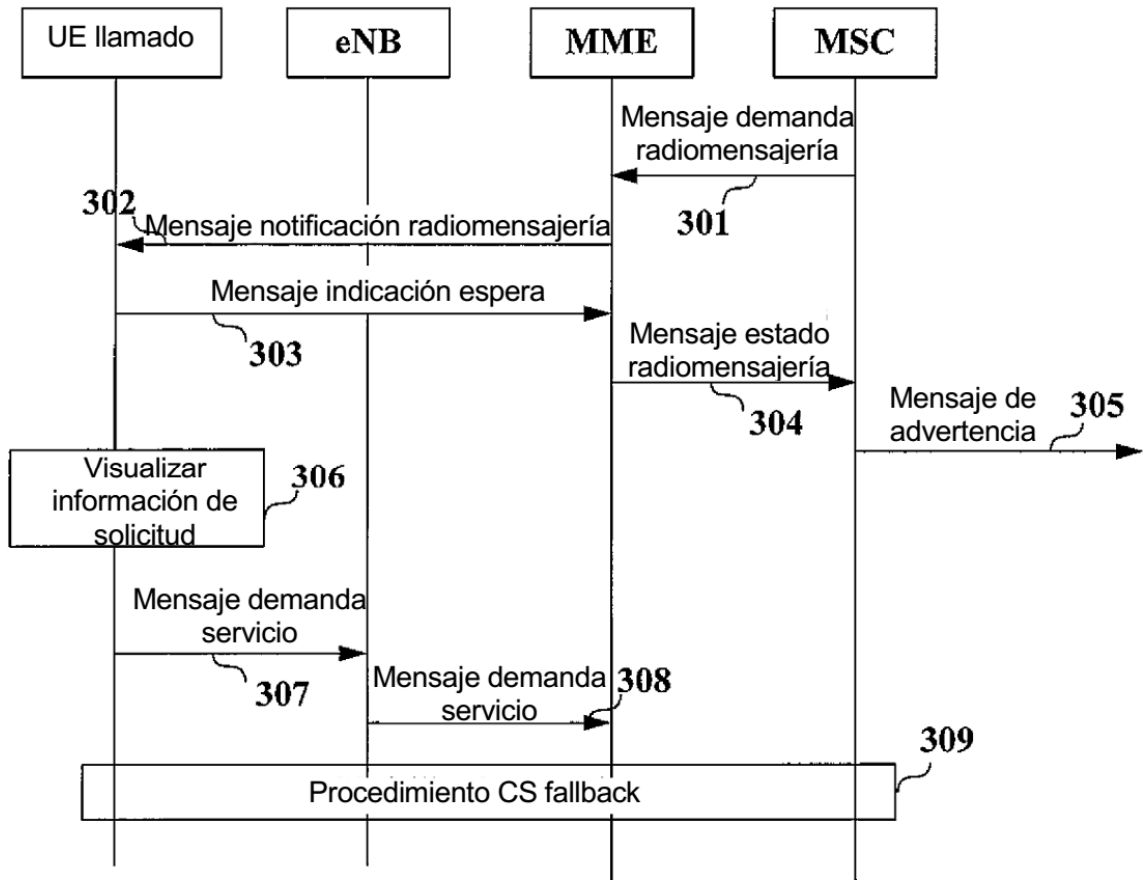 UE llamado
eNB
MME
MSC
Mensaje demanda
radiomensajería
301
302
Mensaje notificación radiomensajería
Mensaje indicación espera
303
Mensaje estado
radiomensajería
304
Mensaje de
advertencia
305
Visualizar
información de
solicitud
306
Mensaje demanda
servicio
307
Mensaje demanda
servicio
308
309
Procedimiento CS fallback